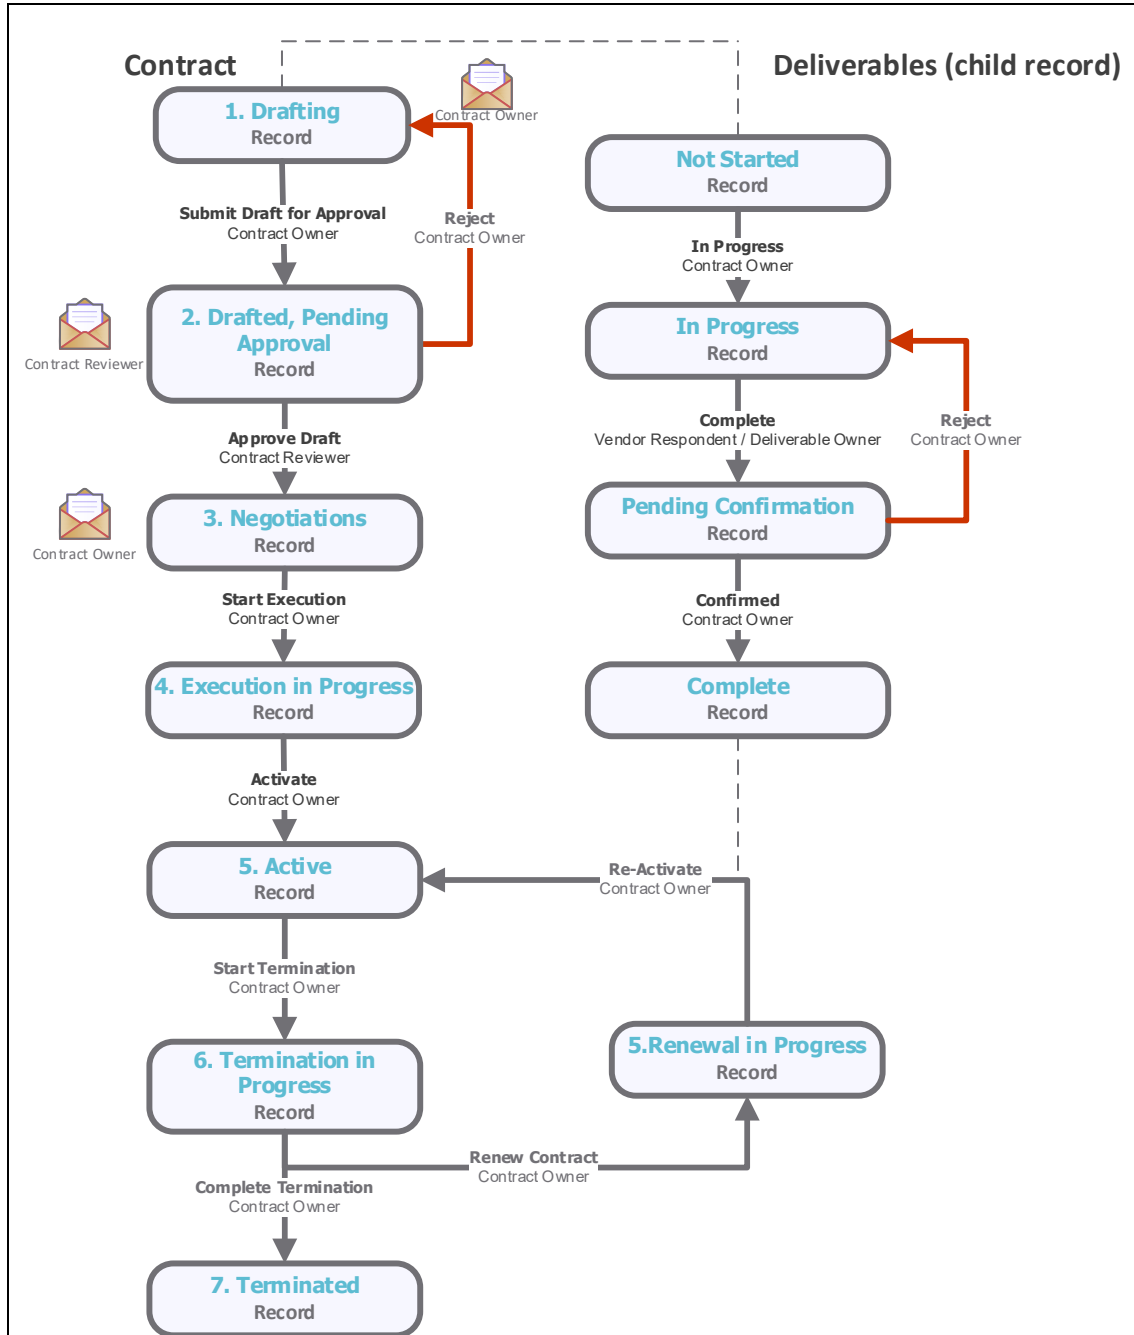 Contract
Deliverables (child record)
Contract Owner
1. Drafting
Record
Submit Draft for Approval
Contract Owner
Reject
Contract Owner
Contract Reviewer
2. Drafted, Pending
Approval
Record
Approve Draft
Contract Reviewer
Contract Owner
3. Negotiations
Record
Start Execution
Contract Owner
4. Execution in Progress
Record
Activate
Contract Owner
5. Active
Record
Start Termination
Contract Owner
6. Termination in
Progress
Record
Complete Termination
Contract Owner
7. Terminated
Record
Not Started
Record
In Progress
Contract Owner
In Progress
Record
Complete
Vendor Respondent / Deliverable Owner
Reject
Contract Owner
Pending Confirmation
Record
Confirmed
Contract Owner
Complete
Record
Re-Activate
Contract Owner
5.Renewal in Progress
Record
Renew Contract
Contract Owner